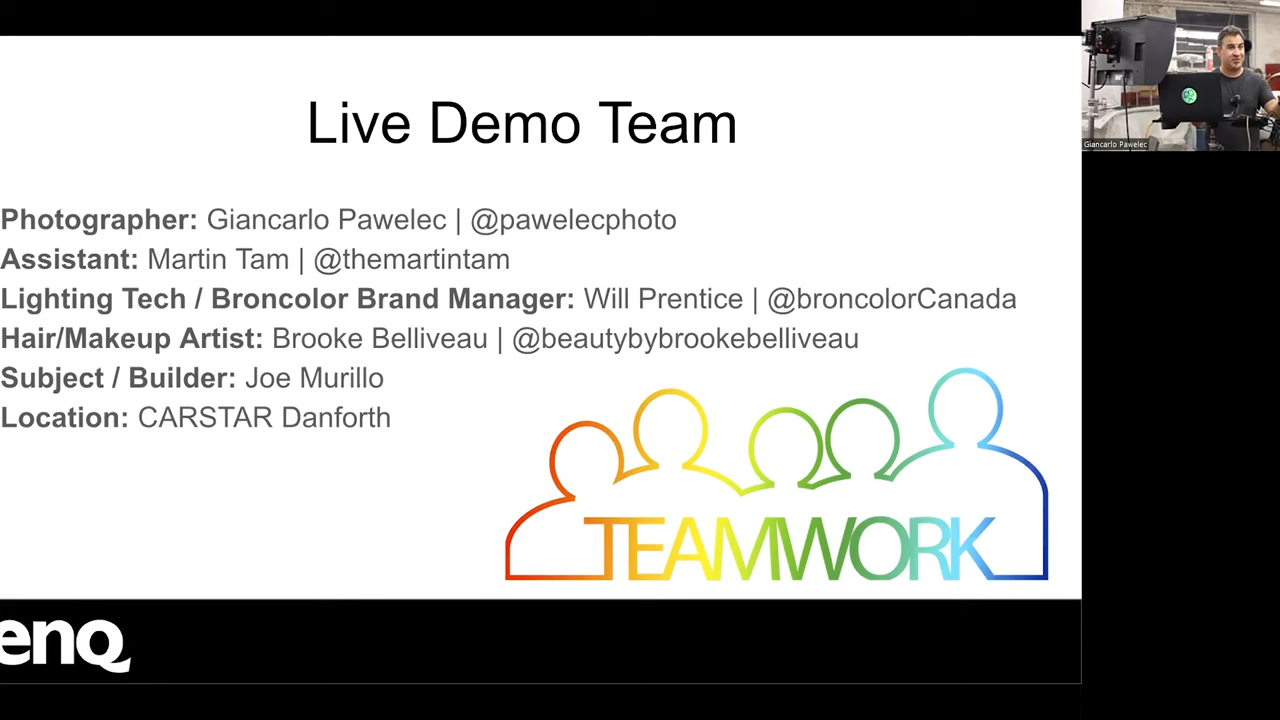 Live Demo Team
Photographer: Giancarlo Pawelec | @pawelecphoto
Assistant: Martin Tam | @themartintam
Lighting Tech / Broncolor Brand Manager: Will Prentice | @broncolorCanada
Hair/Makeup Artist: Brooke Belliveau | @beautybybrookebelliveau
Subject / Builder: Joe Murillo
Location: CARSTAR Danforth
TEAMWORK
enQ
Giancarlo Pawelec